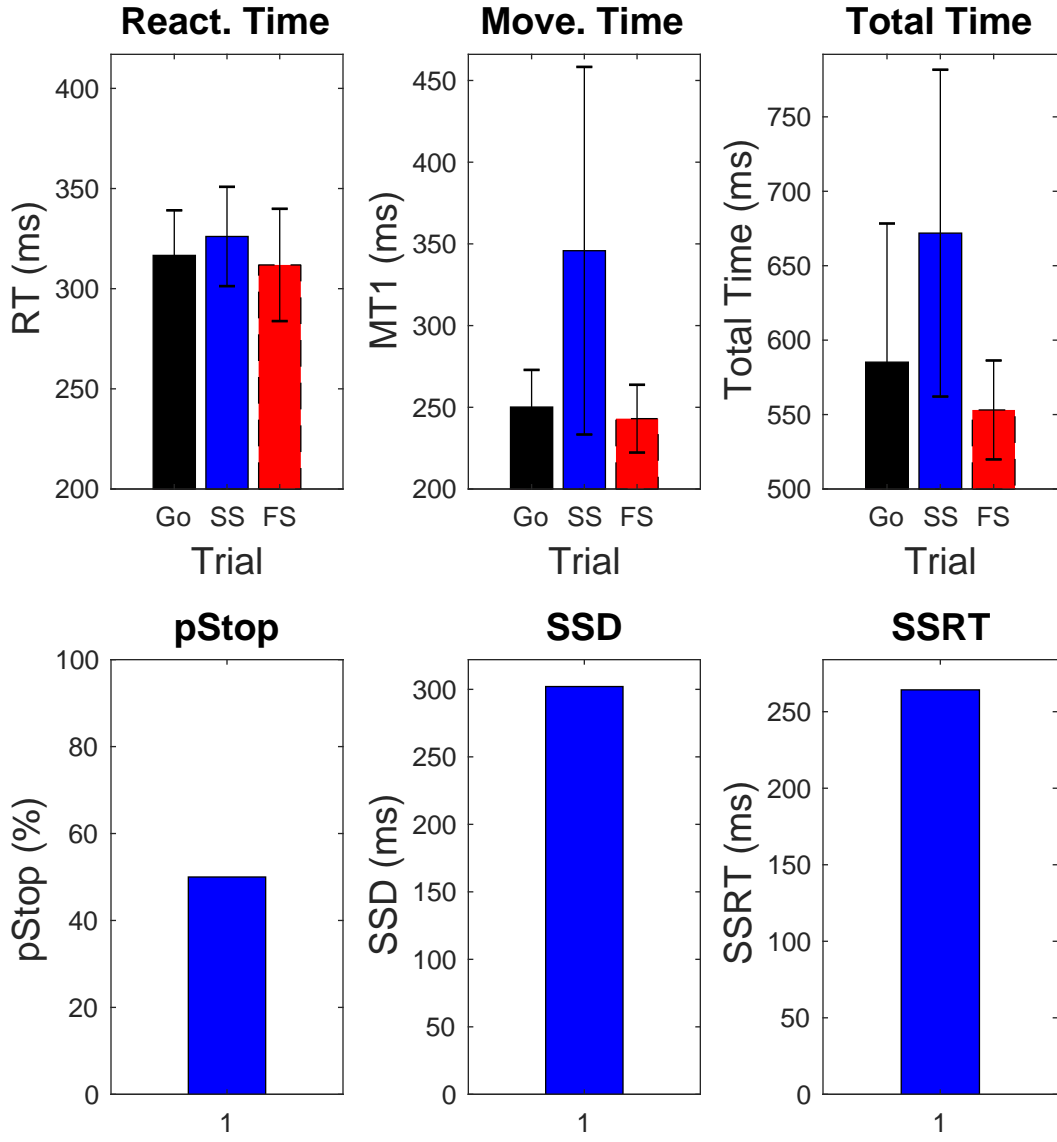 React. Time
RT (ms)
400
350
300
250
200
Go SS FS
Trial
Move. Time
MT1 (ms)
450
400
350
300
250
200
Go SS FS
Trial
Total Time
Total Time (ms)
750
700
650
600
550
500
Go SS FS
Trial
pStop
pStop (%)
100
80
60
40
20
0
1
SSD
SSD (ms)
300
250
200
150
100
50
0
1
SSRT
SSRT (ms)
250
200
150
100
50
0
1